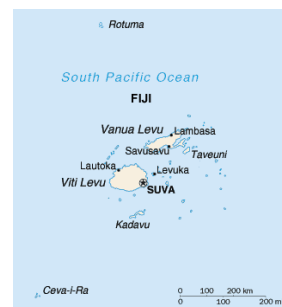 Rotuma
South Pacific Ocean
FIJI
Vanua Levu
Lambasa
Savusavu
Taveuni
Lautoka
Levuka
Viti Levu
SUVA
Kadavu
Ceva-I-Ra
0 100 200 km
0 100 200 m